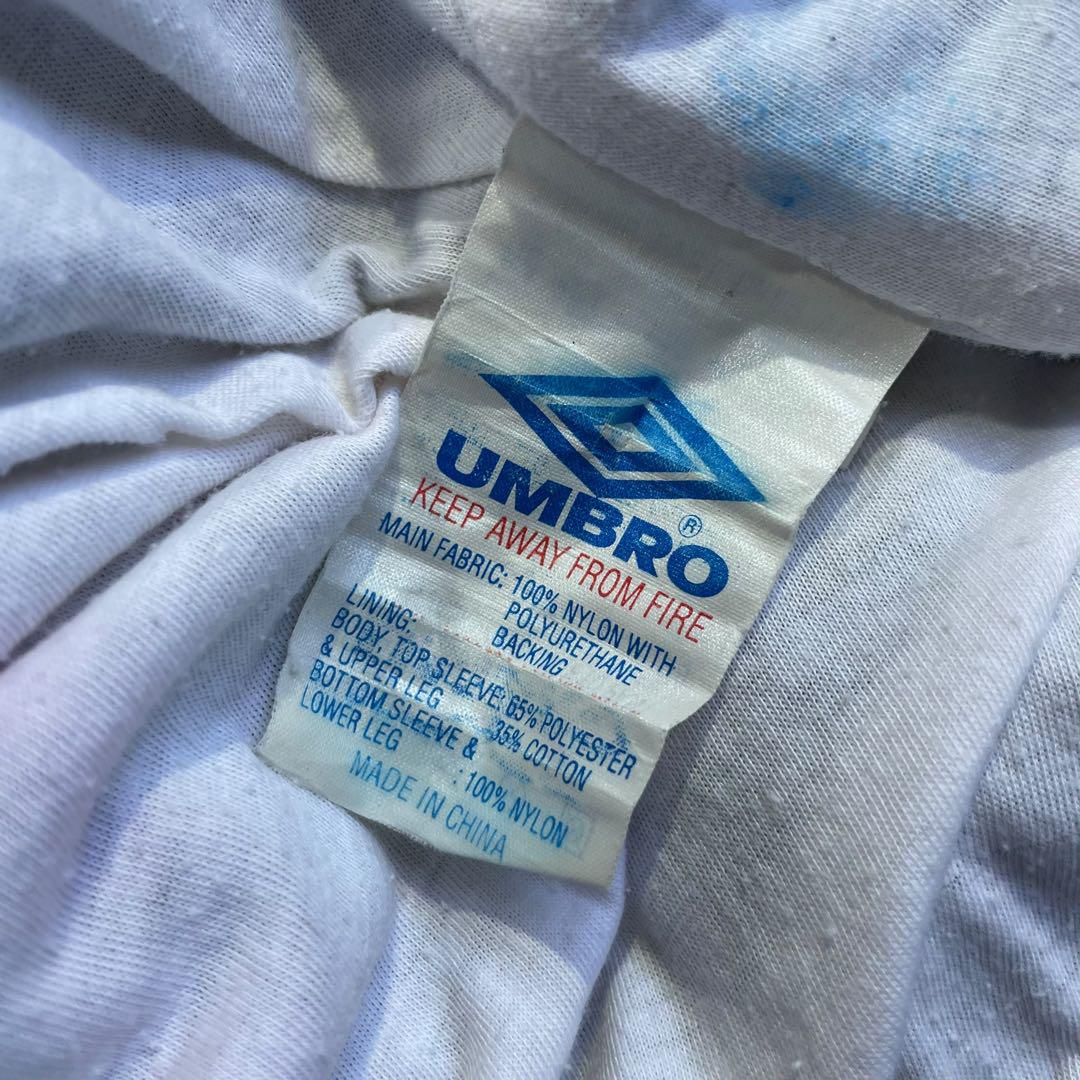 UMBRO®
KEEP AWAY FROM FIRE
MAIN FABRIC: 100% NYLON WITH
POLYURETHANE
BACKING
LINING:
BODY, TOP SLEEVE: 65% POLYESTER
& UPPER LEG 35% COTTON
BOTTOM SLEEVE &
LOWER LEG : 100% NYLON
MADE IN CHINA